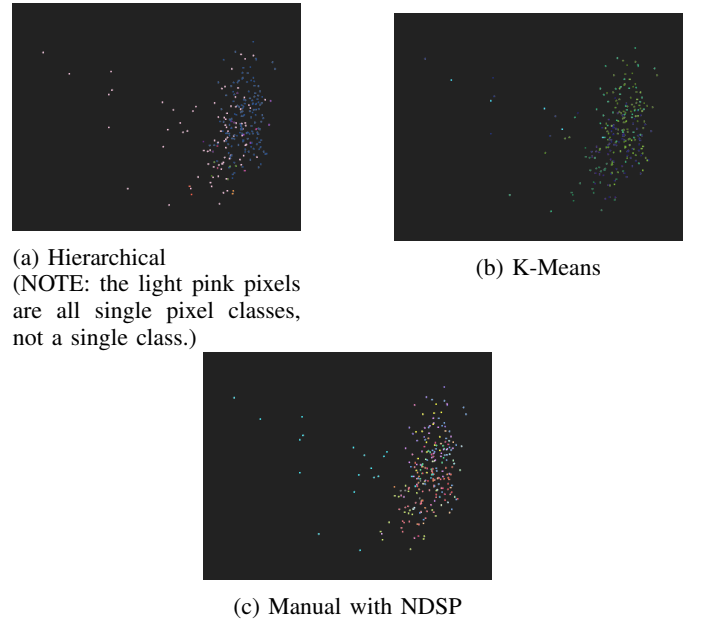 (a) Hierarchical
(NOTE: the light pink pixels
are all single pixel classes,
not a single class.)
(b) K-Means
(c) Manual with NDSP